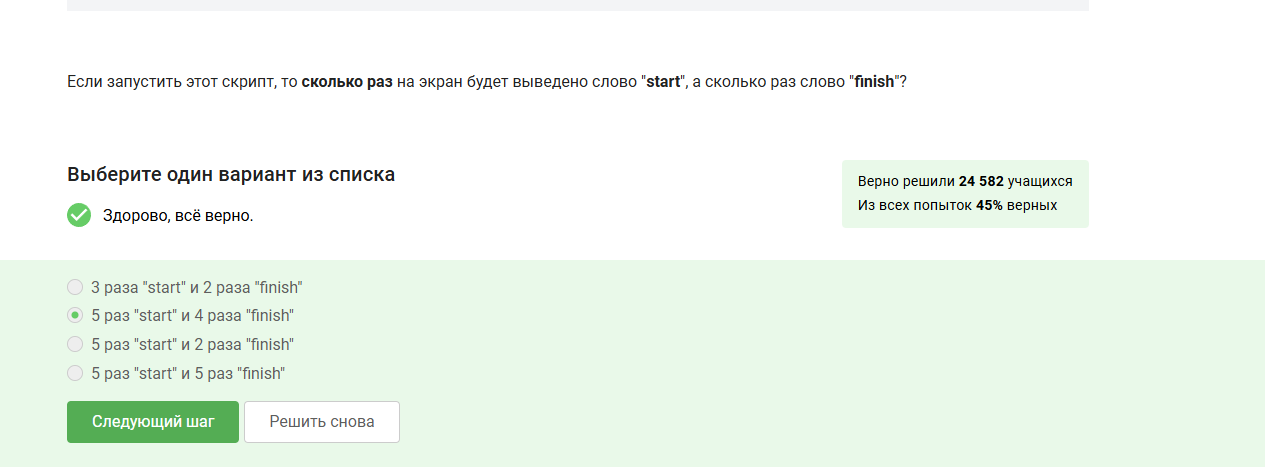 Если запустить этот скрипт, то сколько раз на экран будет выведено слово "start", а сколько раз слово "finish"?
Выберите один вариант из списка
Здорово, всё верно.
Верно решили 24 582 учащихся
Из всех попыток 45% верных
3 раза "start" и 2 раза "finish"
5 раз "start" и 4 раза "finish"
5 раз "start" и 2 раза "finish"
5 раз "start" и 5 раз "finish"
Следующий шаг
Решить снова